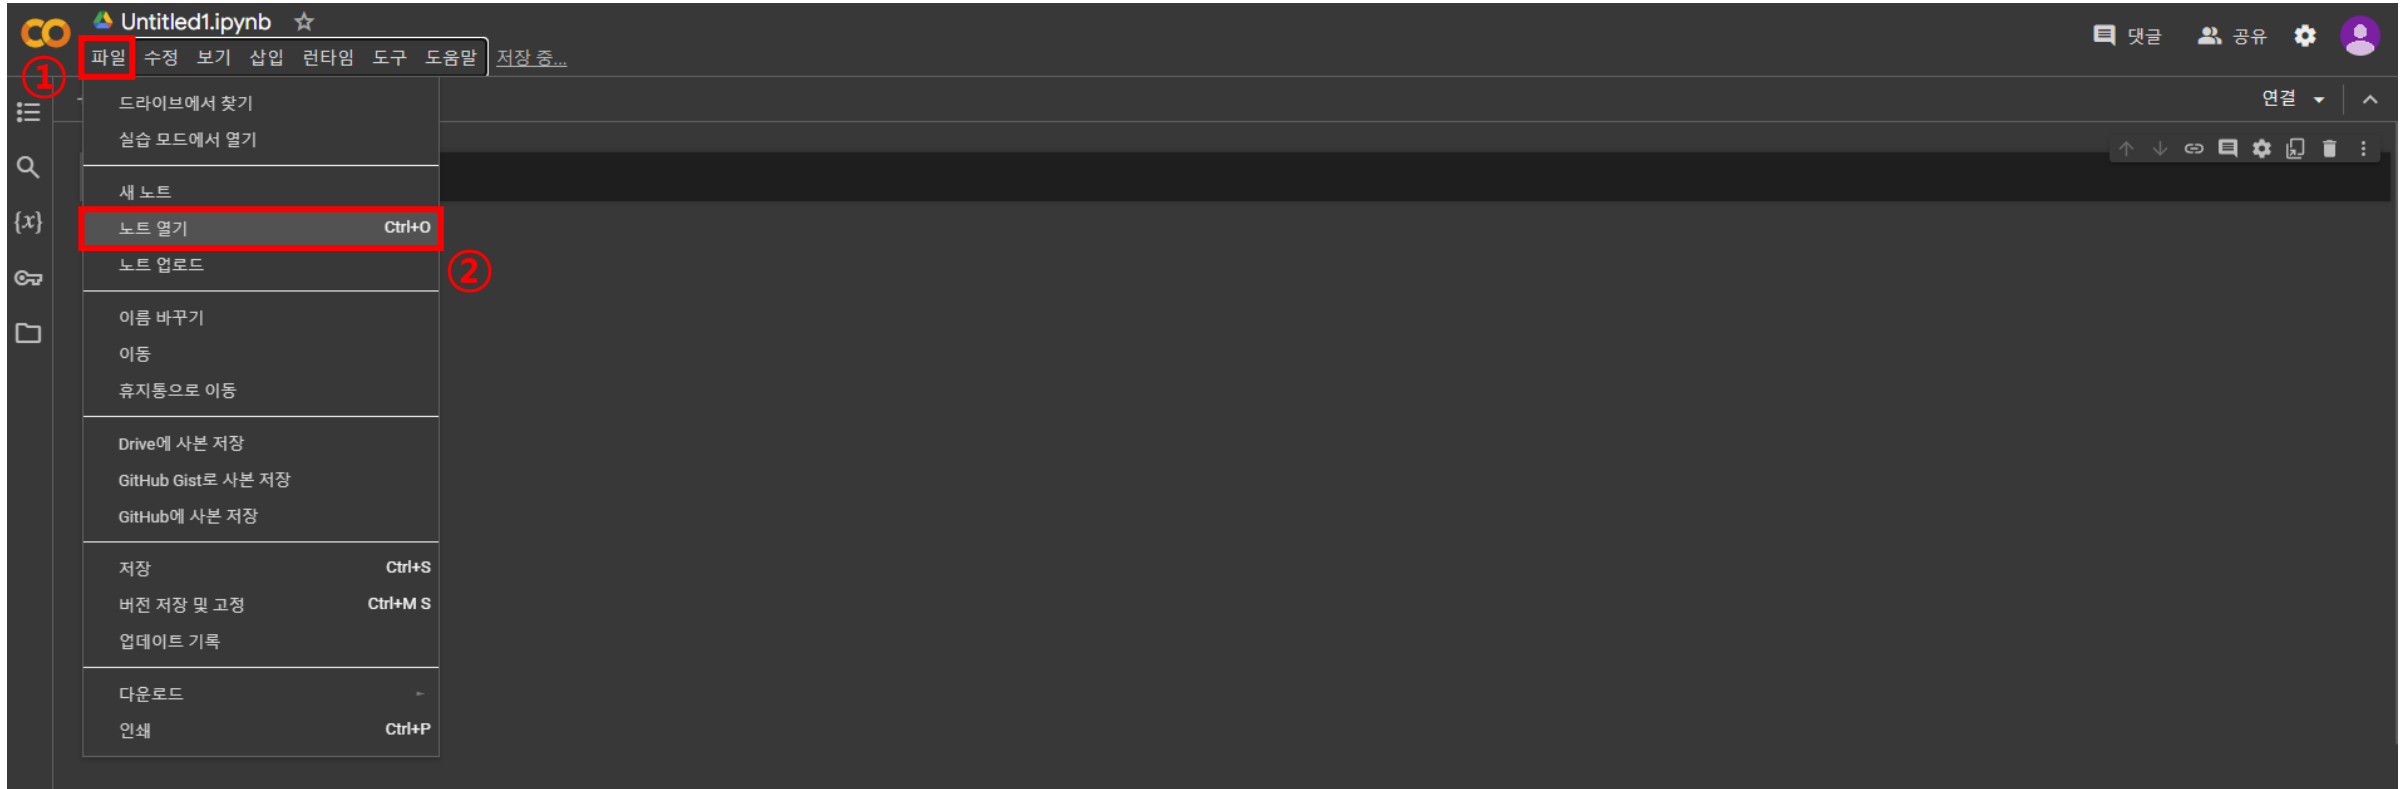 Untitled1.ipynb
파일 수정 보기 삽입 런타임 도구 도움말 저장 중...
댓글 공유
①
연결
드라이브에서 찾기
실습 모드에서 열기
새 노트
노트 열기 Ctrl+O
노트 업로드
②
이름 바꾸기
이동
휴지통으로 이동
Drive에 사본 저장
GitHub Gist로 사본 저장
GitHub에 사본 저장
저장 Ctrl+S
버전 저장 및 고정 Ctrl+M S
업데이트 기록
다운로드
인쇄 Ctrl+P
{x}